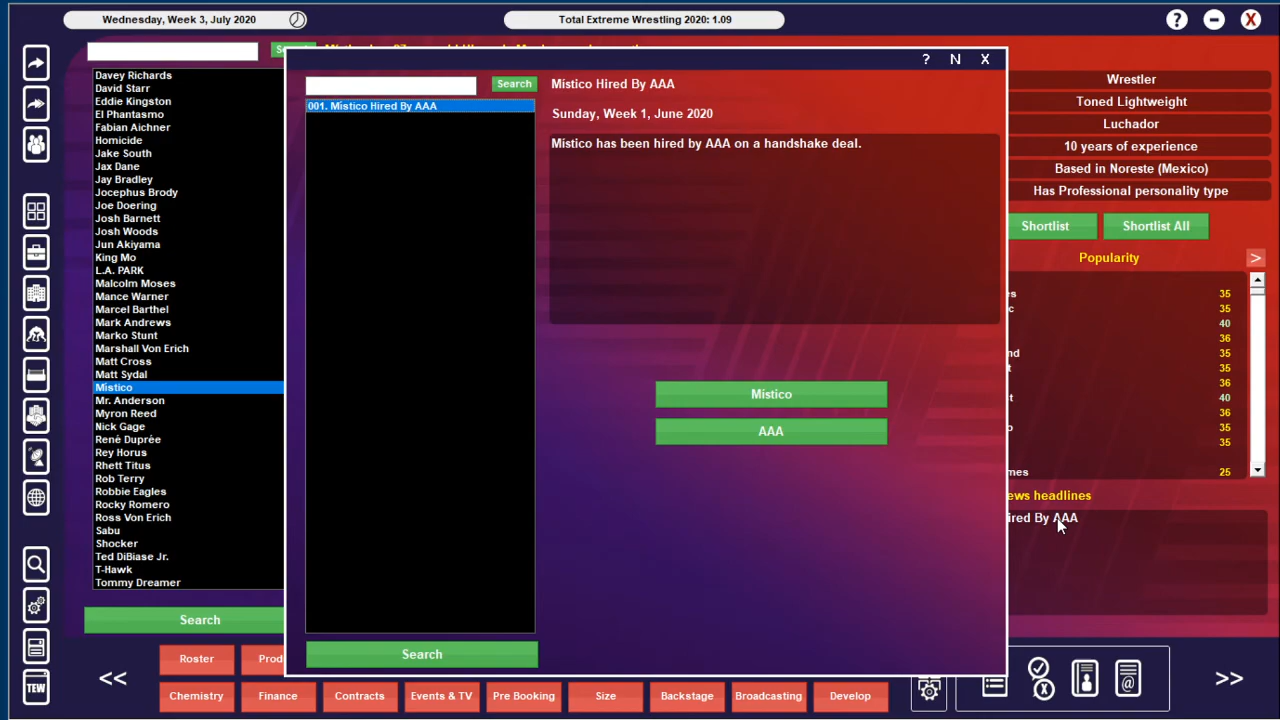 Wednesday, Week 3, July 2020
Total Extreme Wrestling 2020: 1.09
? X
? N X
Search
Místico Hired By AAA
001. Místico Hired By AAA
Sunday, Week 1, June 2020
Místico has been hired by AAA on a handshake deal.
Místico
AAA
Search
Davey Richards
David Starr
Eddie Kingston
El Phantasmo
Fabian Aichner
Homicide
Jake South
Jax Dane
Jay Bradley
Jocephus Brody
Joe Doering
Josh Barnett
Josh Woods
Jun Akiyama
King Mo
L.A. PARK
Malcolm Moses
Mance Warner
Marcel Barthel
Mark Andrews
Marko Stunt
Marshall Von Erich
Matt Cross
Matt Sydal
Místico
Mr. Anderson
Myron Reed
Nick Gage
René Duprée
Rey Horus
Rhett Titus
Rob Terry
Robbie Eagles
Rocky Romero
Ross Von Erich
Sabu
Shocker
Ted DiBiase Jr.
T-Hawk
Tommy Dreamer
Search
Wrestler
Toned Lightweight
Luchador
10 years of experience
Based in Noreste (Mexico)
Has Professional personality type
Shortlist
Shortlist All
Popularity >
es 35
c 35
40
36
nd 35
t 35
36
t 40
36
o 35
35
mes 25
ews headlines
ired By AAA
<< Roster Prod >>
Chemistry Finance Contracts Events & TV Pre Booking Size Backstage Broadcasting Develop
TEW